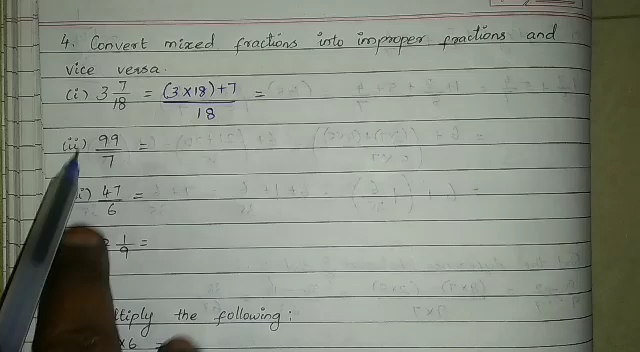 4. Convert mixed fractions into improper fractions and
vice versa.
(i) 3 7/18 = (3×18)+7/18 =
(ii) 99/7 =
47/6 =
1/9 =
the following:
×6 =